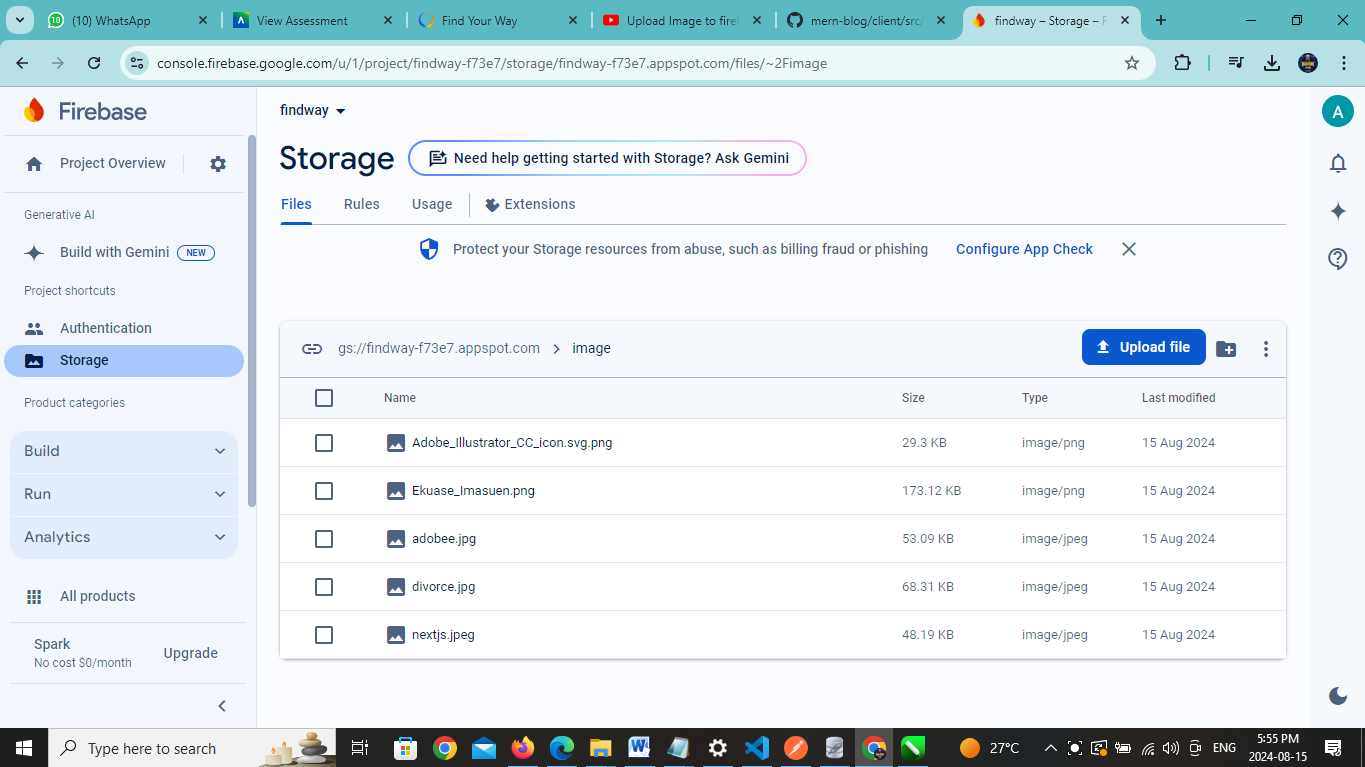 (10) WhatsApp
View Assessment
Find Your Way
Upload Image to fire
mern-blog/client/src/
findway – Storage – F
console.firebase.google.com/u/1/project/findway-f73e7/storage/findway-f73e7.appspot.com/files/~2Fimage
Firebase
Project Overview
Generative AI
Build with Gemini NEW
Project shortcuts
Authentication
Storage
Product categories
Build
Run
Analytics
All products
Spark
No cost $0/month
Upgrade
findway
Storage
Need help getting started with Storage? Ask Gemini
Files Rules Usage Extensions
Protect your Storage resources from abuse, such as billing fraud or phishing Configure App Check
gs://findway-f73e7.appspot.com image
Upload file
Name Size Type Last modified
Adobe_Illustrator_CC_icon.svg.png 29.3 KB image/png 15 Aug 2024
Ekuase_Imasuen.png 173.12 KB image/png 15 Aug 2024
adobee.jpg 53.09 KB image/jpeg 15 Aug 2024
divorce.jpg 68.31 KB image/jpeg 15 Aug 2024
nextjs.jpeg 48.19 KB image/jpeg 15 Aug 2024
A
Type here to search
27°C
ENG
5:55 PM
2024-08-15